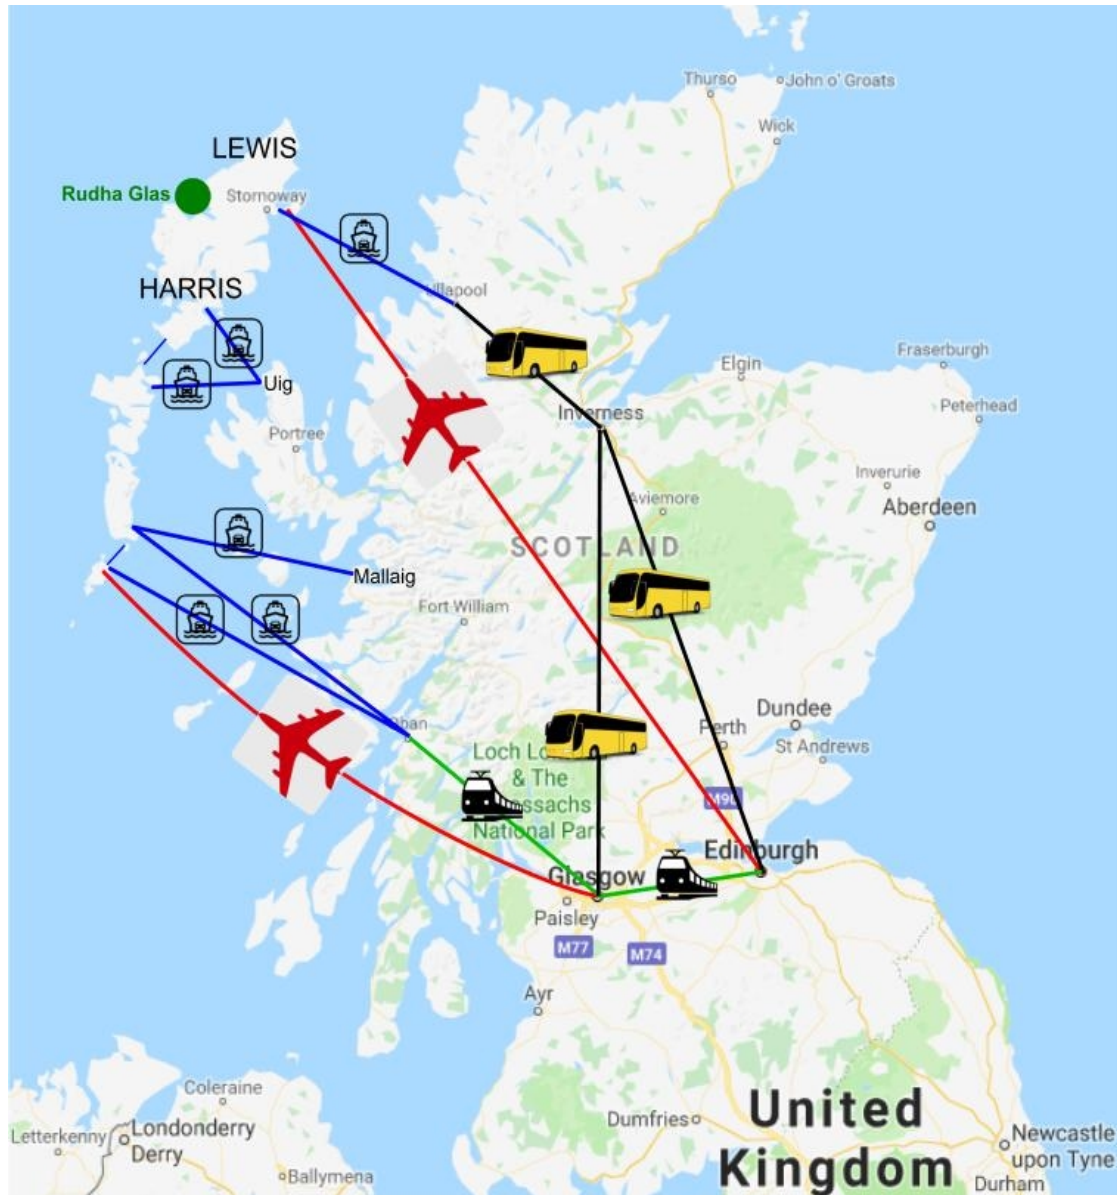 Thurso
John o' Groats
Wick
LEWIS
Rudha Glas
Stornoway
HARRIS
Ullapool
Uig
Portree
Inverness
Elgin
Fraserburgh
Peterhead
Inverurie
Aberdeen
Aviemore
SCOTLAND
Mallaig
Fort William
Oban
Dundee
Perth
St Andrews
Loch
& The
National Park
M90
Edinburgh
Glasgow
Paisley
M77
M74
Ayr
Coleraine
Letterkenny
Londonderry
Derry
Ballymena
Dumfries
United
Kingdom
Newcastle
upon Tyne
Durham